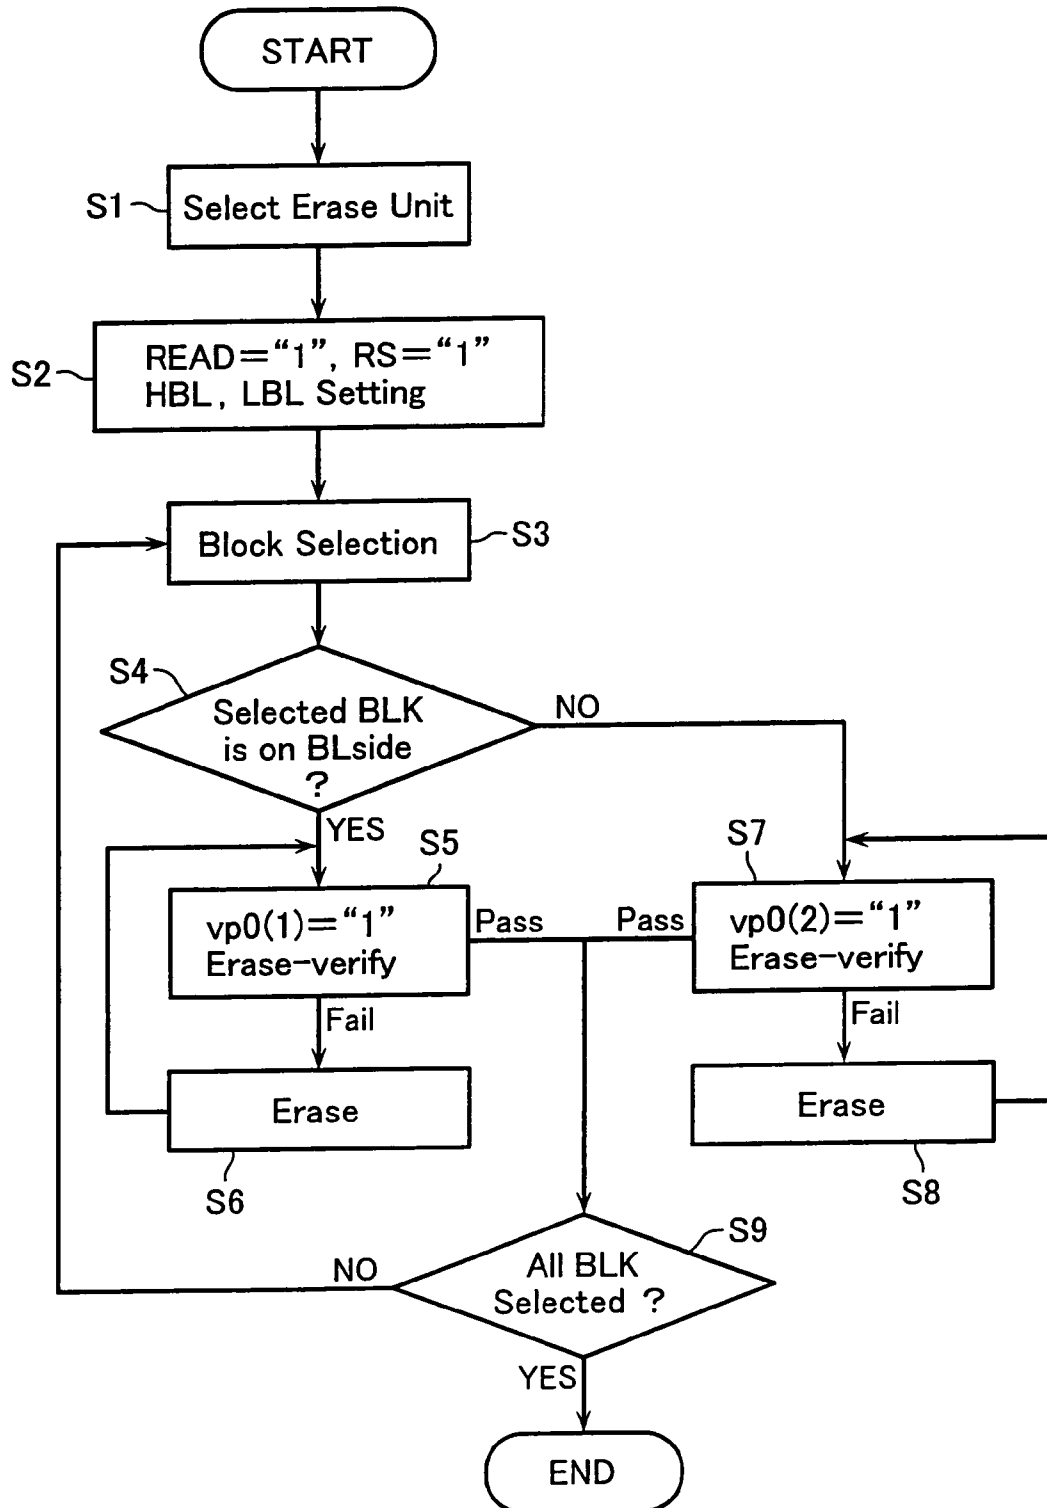 START
S1
Select Erase Unit
S2
READ=“1”, RS=“1”
HBL, LBL Setting
Block Selection
S3
S4
Selected BLK
is on BLside
?
NO
YES
S5
S7
vp0(1)=“1”
Erase-verify
Pass
Pass
vp0(2)=“1”
Erase-verify
Fail
Fail
Erase
Erase
S6
S8
S9
NO
All BLK
Selected ?
YES
END